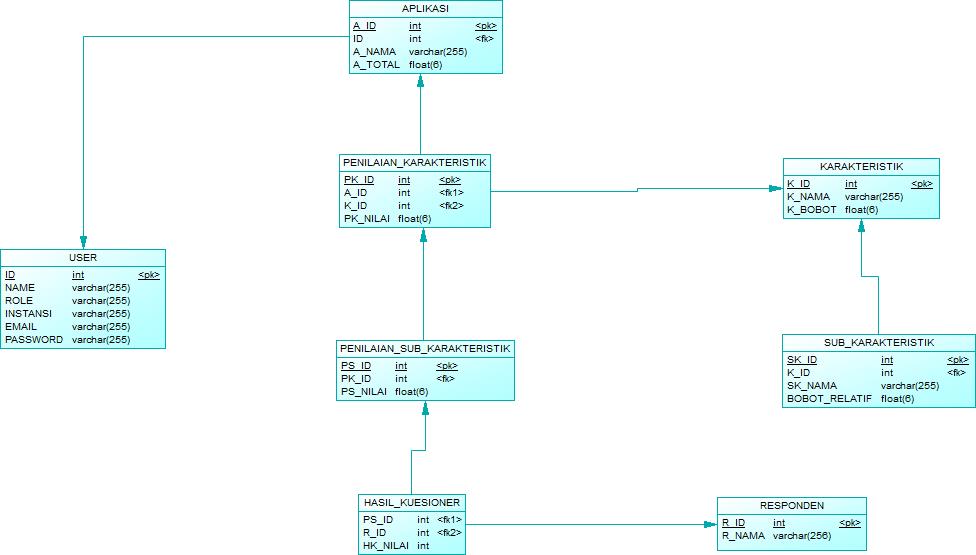 APLIKASI
A_ID int <pk>
ID int <fk>
A_NAMA varchar(255)
A_TOTAL float(6)
PENILAIAN_KARAKTERISTIK
PK_ID int <pk>
A_ID int <fk1>
K_ID int <fk2>
PK_NILAI float(6)
KARAKTERISTIK
K_ID int <pk>
K_NAMA varchar(255)
K_BOBOT float(6)
USER
ID int <pk>
NAME varchar(255)
ROLE varchar(255)
INSTANSI varchar(255)
EMAIL varchar(255)
PASSWORD varchar(255)
PENILAIAN_SUB_KARAKTERISTIK
PS_ID int <pk>
PK_ID int <fk>
PS_NILAI float(6)
SUB_KARAKTERISTIK
SK_ID int <pk>
K_ID int <fk>
SK_NAMA varchar(255)
BOBOT_RELATIF float(6)
HASIL_KUESIONER
PS_ID int <fk1>
R_ID int <fk2>
HK_NILAI int
RESPONDEN
R_ID int <pk>
R_NAMA varchar(256)